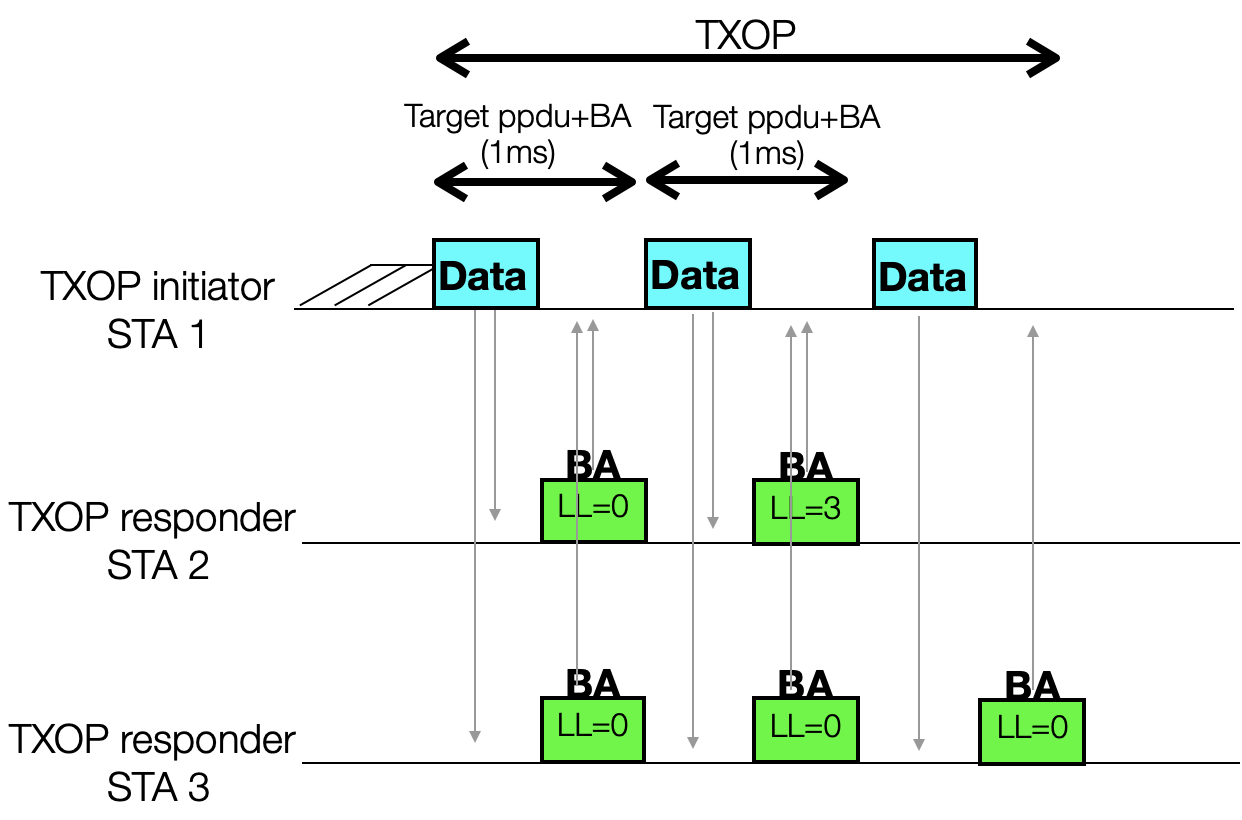 TXOP
Target ppdu+BA
(1ms)
Target ppdu+BA
(1ms)
TXOP initiator
STA 1
Data
Data
Data
TXOP responder
STA 2
BA
LL=0
BA
LL=3
TXOP responder
STA 3
BA
LL=0
BA
LL=0
BA
LL=0